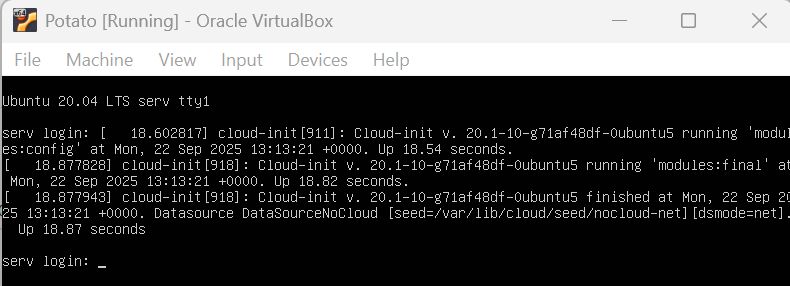 Potato [Running] - Oracle VirtualBox
File Machine View Input Devices Help
Ubuntu 20.04 LTS serv tty1
serv login: [   18.602817] cloud-init[911]: Cloud-init v. 20.1-10-g71af48df-0ubuntu5 running 'modul
es:config' at Mon, 22 Sep 2025 13:13:21 +0000. Up 18.54 seconds.
[   18.877828] cloud-init[918]: Cloud-init v. 20.1-10-g71af48df-0ubuntu5 running 'modules:final' at
 Mon, 22 Sep 2025 13:13:21 +0000. Up 18.82 seconds.
[   18.877943] cloud-init[918]: Cloud-init v. 20.1-10-g71af48df-0ubuntu5 finished at Mon, 22 Sep 20
25 13:13:21 +0000. Datasource DataSourceNoCloud [seed=/var/lib/cloud/seed/nocloud-net][dsmode=net].
  Up 18.87 seconds
serv login: _